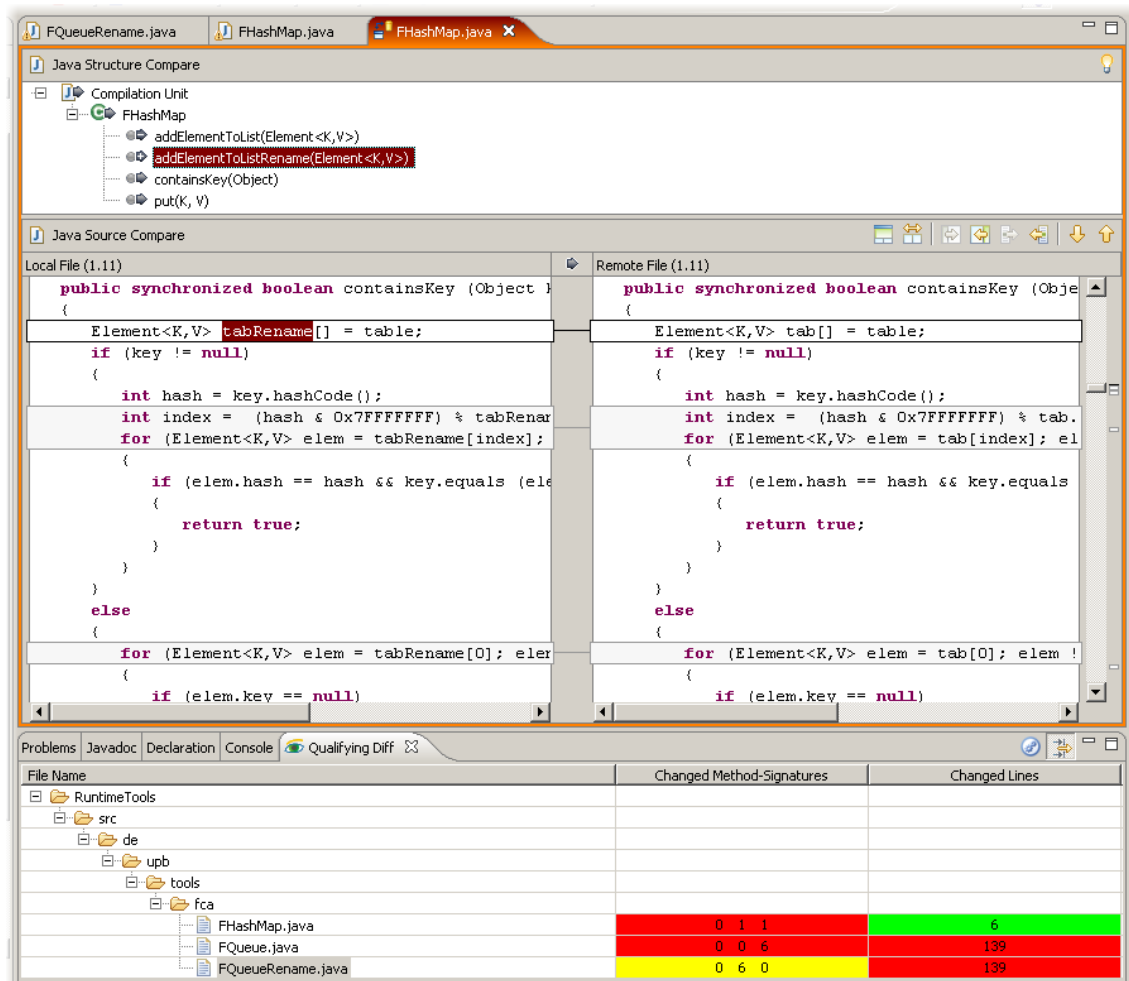 FQueueRename.java FHashMap.java FHashMap.java
Java Structure Compare
Compilation Unit
FHashMap
addElementToList(Element<K,V>)
addElementToListRename(Element<K,V>)
containsKey(Object)
put(K, V)
Java Source Compare
Local File (1.11) Remote File (1.11)
public synchronized boolean containsKey (Object public synchronized boolean containsKey (Obje
{ {
Element<K,V> tabRename[] = table; Element<K,V> tab[] = table;
if (key != null) if (key != null)
{ {
int hash = key.hashCode(); int hash = key.hashCode();
int index = (hash & 0x7FFFFFFF) % tabRenam int index = (hash & 0x7FFFFFFF) % tab.
for (Element<K,V> elem = tabRename[index]; for (Element<K,V> elem = tab[index]; el
{ {
if (elem.hash == hash && key.equals (ele if (elem.hash == hash && key.equals
{ {
return true; return true;
} }
} }
} }
else else
{ {
for (Element<K,V> elem = tabRename[0]; elem for (Element<K,V> elem = tab[0]; elem !
{ {
if (elem.key == null) if (elem.key == null)
Problems Javadoc Declaration Console Qualifying Diff
File Name Changed Method-Signatures Changed Lines
RuntimeTools
src
de
upb
tools
fca
FHashMap.java 0 1 1 6
FQueue.java 0 0 6 139
FQueueRename.java 0 6 0 139